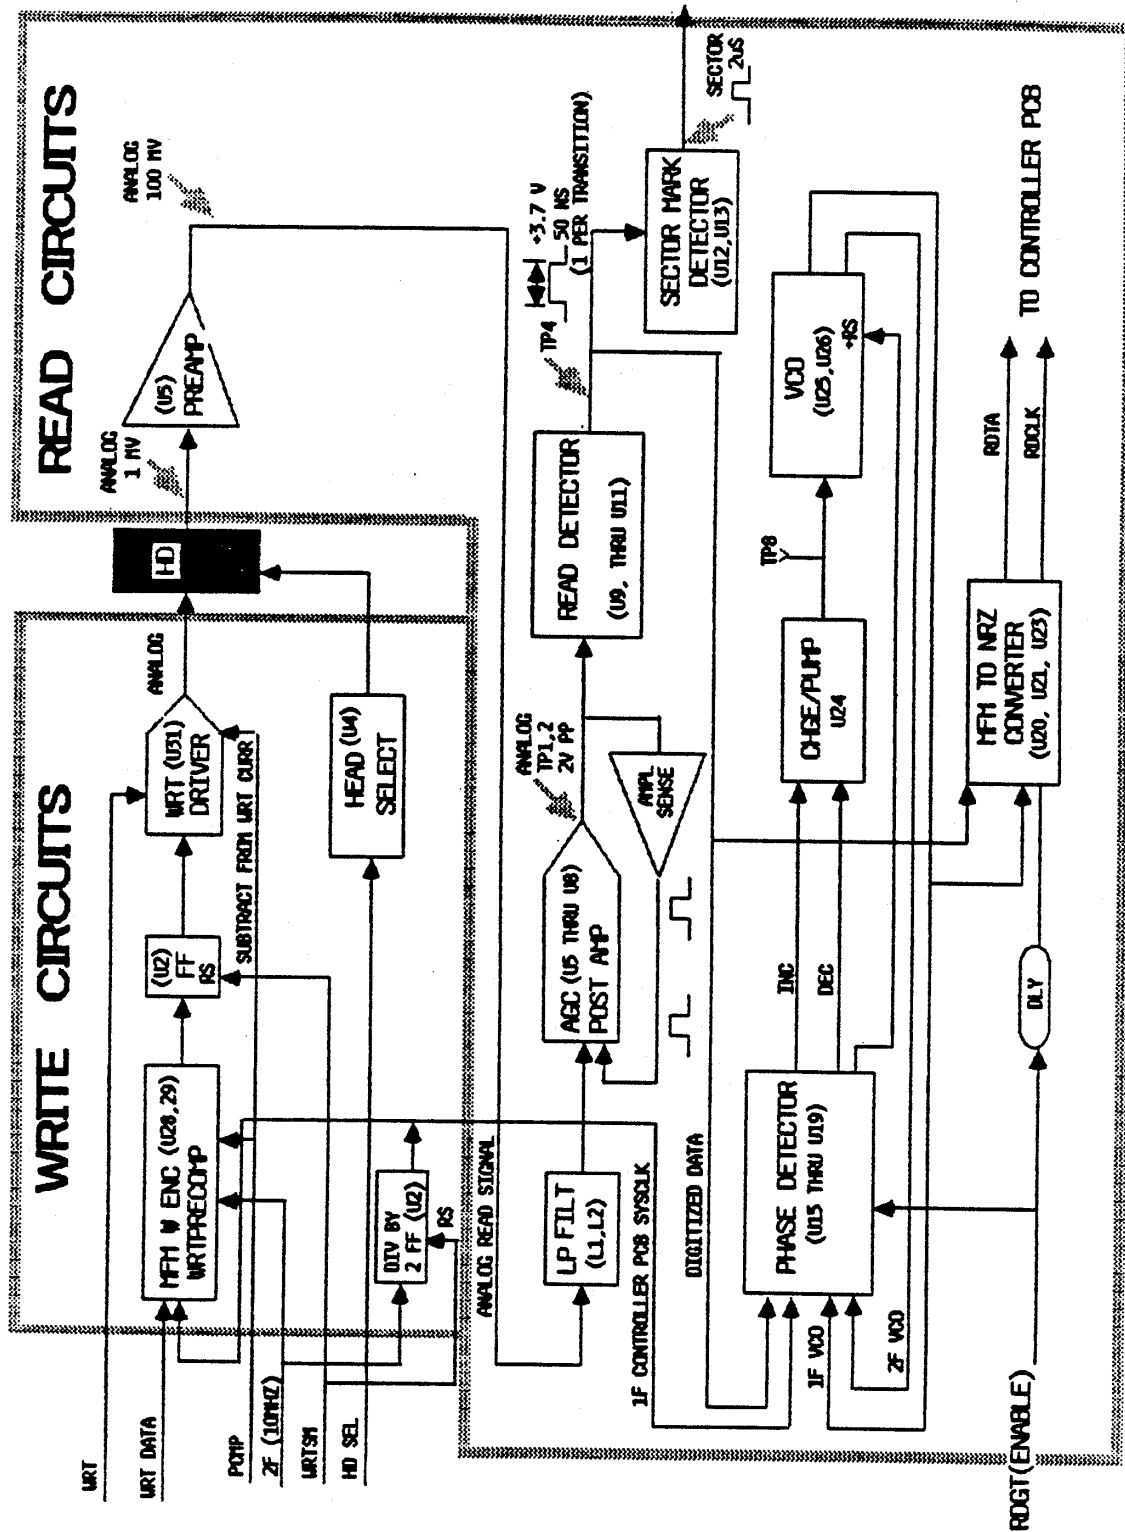 WRITE CIRCUITS
READ CIRCUITS
WRT
WRT DATA
PCMP
2F (10MHZ)
WRTSM
HD SEL
MFM W ENC (U28,29)
WRTPRECOMP
(U2)
FF
RS
WRT (U31)
DRIVER
ANALOG
SUBTRACT FROM WRT CURR
DIV BY
2 FF (U2)
RS
HEAD (U4)
SELECT
HD
ANALOG
1 MV
(U5)
PREAMP
ANALOG
100 MV
ANALOG READ SIGNAL
LP FILT
(L1,L2)
AGC (U5 THRU U8)
POST AMP
ANALOG
TP1,2
2V PP
AMPL
SENSE
READ DETECTOR
(U9, THRU U11)
TP4
+3.7 V
50 NS
(1 PER TRANSITION)
SECTOR MARK
DETECTOR
(U12,U13)
SECTOR
2uS
1F CONTROLLER PCB SYSCLK
DIGITIZED DATA
1F VCO
2F VCO
PHASE DETECTOR
(U15 THRU U19)
INC
DEC
CHGE/PUMP
U24
TP8
VCO
(U25,U26)
+RS
RDGT(ENABLE)
DLY
MFM TO NRZ
CONVERTER
(U20, U21, U23)
RDTA
RDCLK
TO CONTROLLER PCB